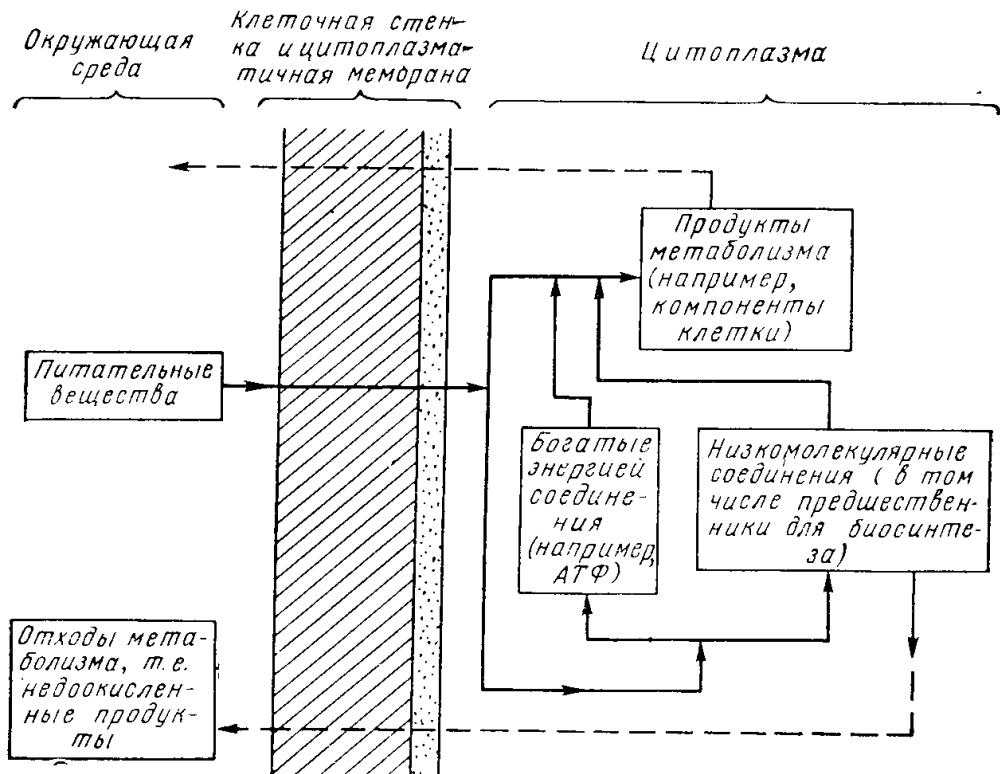 Окружающая
среда
Клеточная стен-
ка и цитоплазма-
тичная мембрана
Цитоплазма
Продукты
метаболизма
(например,
компоненты
клетки)
Питательные
вещества
Богатые
энергией
соедине-
ния
(например,
АТФ)
Низкомолекулярные
соединения (в том
числе предшествен-
ники для биосинте-
за)
Отходы мета-
болизма, т.е.
недоокислен-
ные продук-
ты